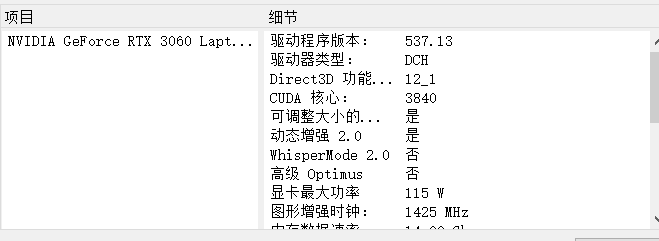 项目 细节
NVIDIA GeForce RTX 3060 Lapt... 驱动程序版本： 537.13
驱动器类型： DCH
Direct3D 功能... 12_1
CUDA 核心： 3840
可调整大小的... 是
动态增强 2.0 是
WhisperMode 2.0 否
高级 Optimus 否
显卡最大功率 115 W
图形增强时钟： 1425 MHz